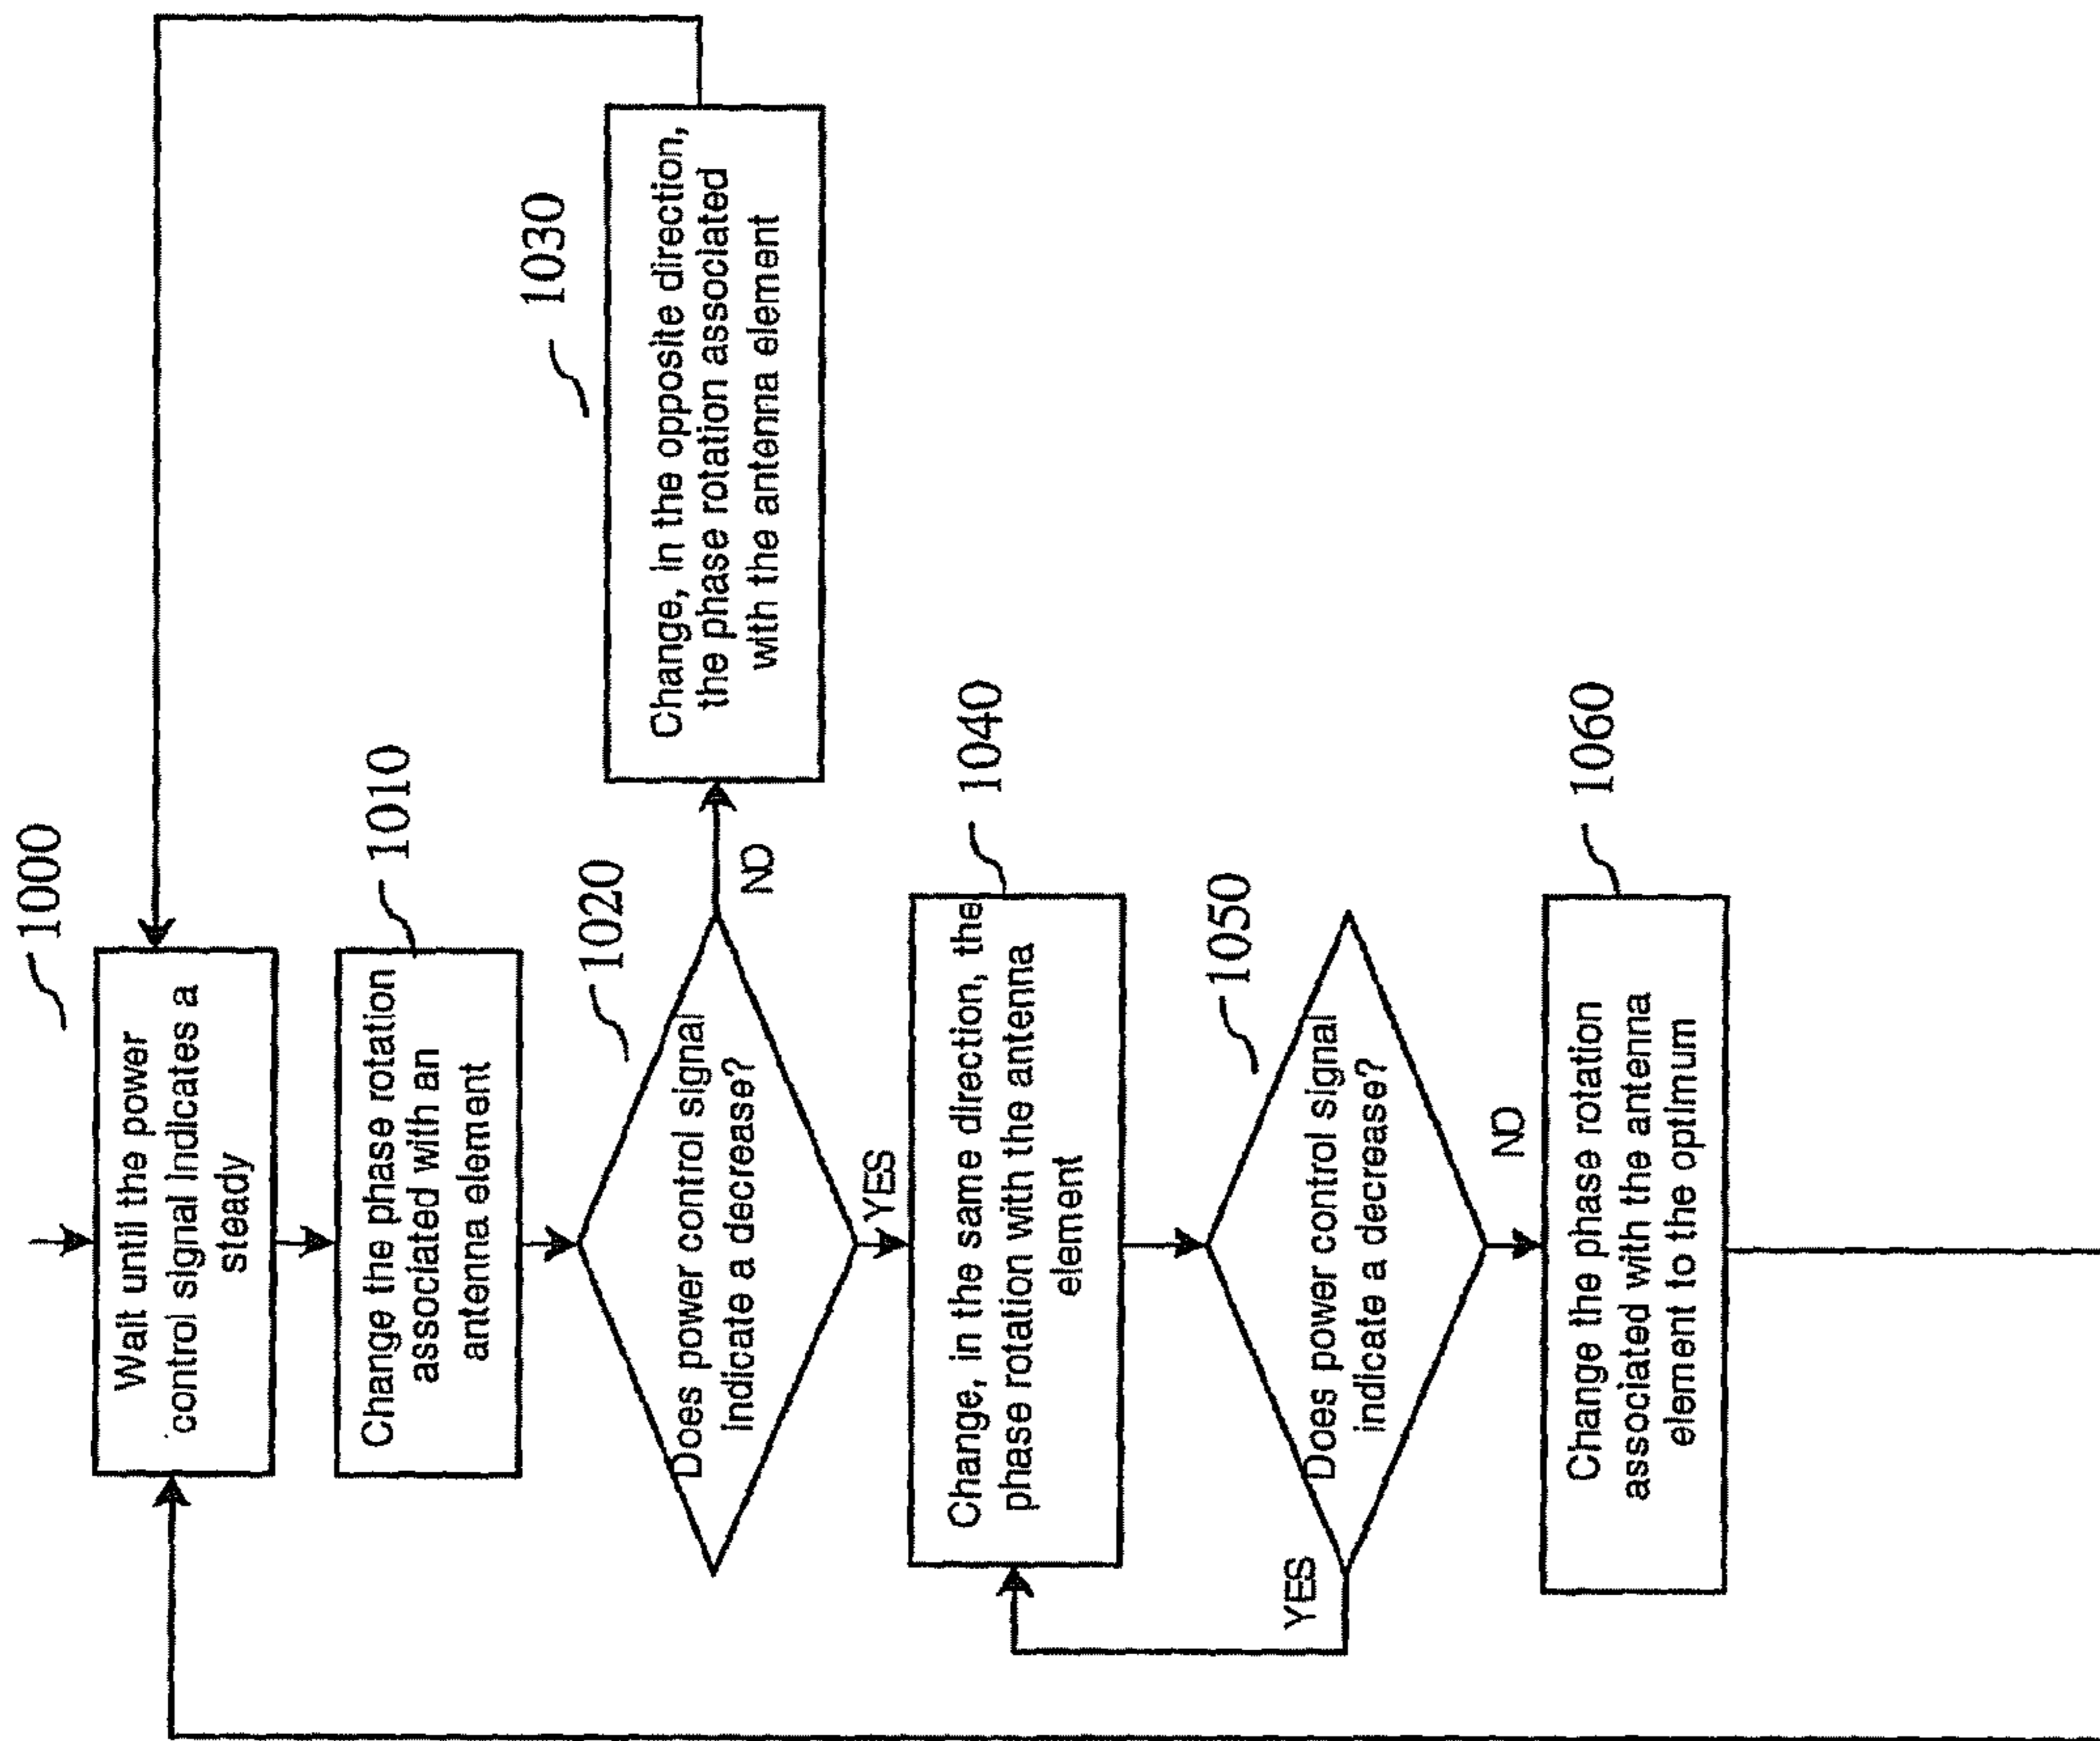 1000
Wait until the power
control signal indicates a
steady
1010
Change the phase rotation
associated with an
antenna element
1020
Does power control signal
indicate a decrease?
NO
1030
Change, in the opposite direction,
the phase rotation associated
with the antenna element
YES
1040
Change, in the same direction, the
phase rotation with the antenna
element
1050
Does power control signal
indicate a decrease?
YES
NO
1060
Change the phase rotation
associated with the antenna
element to the optimum